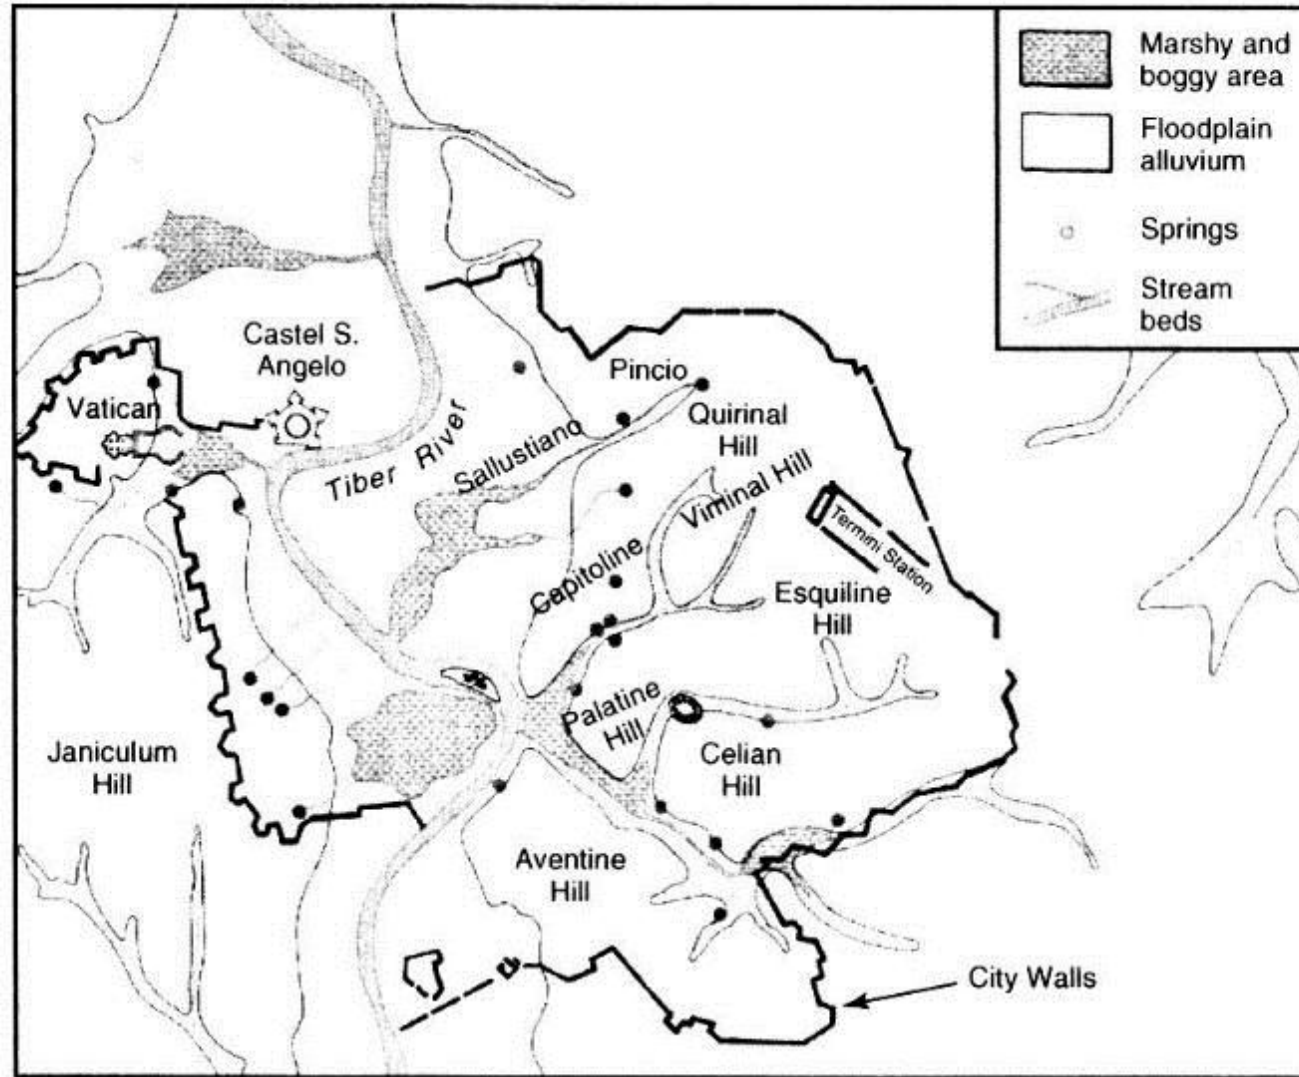 Marshy and
boggy area
Floodplain
alluvium
Springs
Stream
beds
Castel S.
Angelo
Vatican
Tiber River
Sallustiano
Pincio
Quirinal
Hill
Viminal Hill
Termini Station
Capitoline
Esquiline
Hill
Palatine
Hill
Celian
Hill
Janiculum
Hill
Aventine
Hill
City Walls